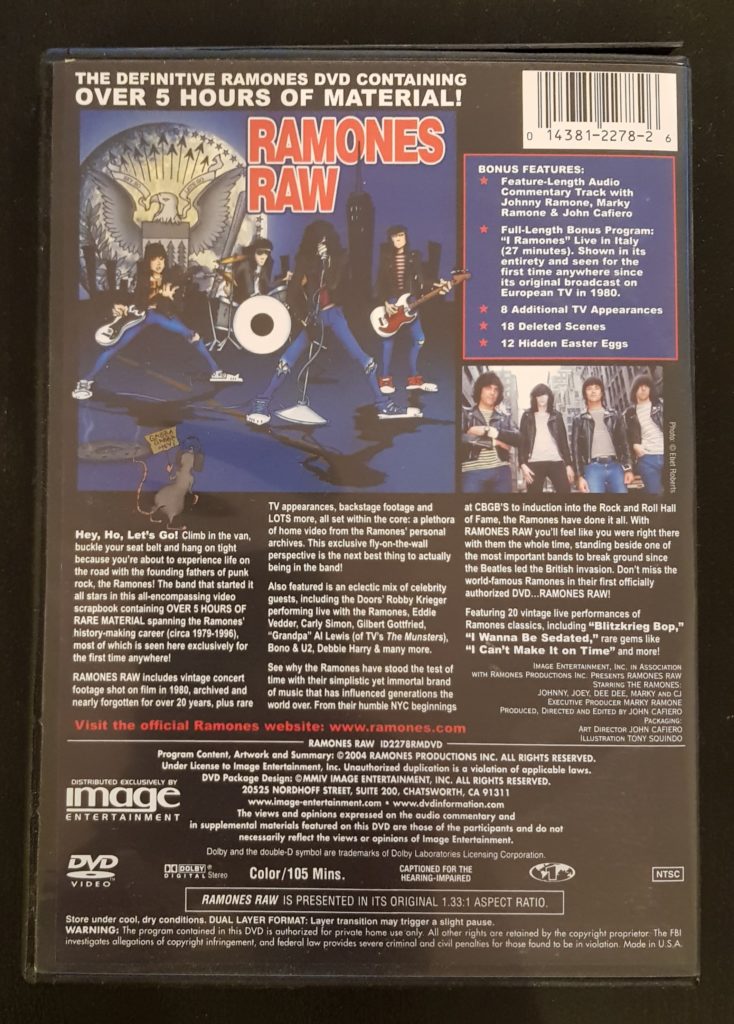 THE DEFINITIVE RAMONES DVD CONTAINING
OVER 5 HOURS OF MATERIAL!
0 14381-2278-2 6
RAMONES
RAW
BONUS FEATURES:
Feature-Length Audio
Commentary Track with
Johnny Ramone, Marky
Ramone & John Cafiero
Full-Length Bonus Program:
"I Ramones" Live in Italy
(27 minutes). Shown in its
entirety and seen for the
first time anywhere since
its original broadcast on
European TV in 1980.
8 Additional TV Appearances
18 Deleted Scenes
12 Hidden Easter Eggs
Photo: © Ebet Roberts
Hey, Ho, Let's Go! Climb in the van,
buckle your seat belt and hang on tight
because you're about to experience life on
the road with the founding fathers of punk
rock, the Ramones! The band that started it
all stars in this all-encompassing video
scrapbook containing OVER 5 HOURS OF
RARE MATERIAL spanning the Ramones'
history-making career (circa 1979-1996),
most of which is seen here exclusively for
the first time anywhere!
RAMONES RAW includes vintage concert
footage shot on film in 1980, archived and
nearly forgotten for over 20 years, plus rare
TV appearances, backstage footage and
LOTS more, all set within the core: a plethora
of home video from the Ramones' personal
archives. This exclusive fly-on-the-wall
perspective is the next best thing to actually
being in the band!
Also featured is an eclectic mix of celebrity
guests, including the Doors' Robby Krieger
performing live with the Ramones, Eddie
Vedder, Carly Simon, Gilbert Gottfried,
"Grandpa" Al Lewis (of TV's The Munsters),
Bono & U2, Debbie Harry & many more.
See why the Ramones have stood the test of
time with their simplistic yet immortal brand
of music that has influenced generations the
world over. From their humble NYC beginnings
at CBGB'S to induction into the Rock and Roll Hall
of Fame, the Ramones have done it all. With
RAMONES RAW you'll feel like you were right there
with them the whole time, standing beside one of
the most important bands to break ground since
the Beatles led the British invasion. Don't miss the
world-famous Ramones in their first officially
authorized DVD...RAMONES RAW!
Featuring 20 vintage live performances of
Ramones classics, including "Blitzkrieg Bop,"
"I Wanna Be Sedated," rare gems like
"I Can't Make It on Time" and more!
IMAGE ENTERTAINMENT, INC. IN ASSOCIATION
WITH RAMONES PRODUCTIONS INC. PRESENTS RAMONES RAW
STARRING THE RAMONES:
JOHNNY, JOEY, DEE DEE, MARKY and CJ
EXECUTIVE PRODUCER MARKY RAMONE
PRODUCED, DIRECTED AND EDITED BY JOHN CAFIERO
PACKAGING:
ART DIRECTOR JOHN CAFIERO
ILLUSTRATION TONY SQUINDO
Visit the official Ramones website: www.ramones.com
RAMONES RAW ID2278RMDVD
Program Content, Artwork and Summary: ©2004 RAMONES PRODUCTIONS INC. ALL RIGHTS RESERVED.
Under License to Image Entertainment, Inc. Unauthorized duplication is a violation of applicable laws.
DVD Package Design: ©MMIV IMAGE ENTERTAINMENT, INC. ALL RIGHTS RESERVED.
20525 NORDHOFF STREET, SUITE 200, CHATSWORTH, CA 91311
www.image-entertainment.com • www.dvdinformation.com
The views and opinions expressed on the audio commentary and
in supplemental materials featured on this DVD are those of the participants and do not
necessarily reflect the views or opinions of Image Entertainment.
Dolby and the double-D symbol are trademarks of Dolby Laboratories Licensing Corporation.
DISTRIBUTED EXCLUSIVELY BY
image
ENTERTAINMENT
DVD
VIDEO
DOLBY
DIGITAL Stereo
Color/105 Mins.
CAPTIONED FOR THE
HEARING-IMPAIRED
1
NTSC
RAMONES RAW IS PRESENTED IN ITS ORIGINAL 1.33:1 ASPECT RATIO.
Store under cool, dry conditions. DUAL LAYER FORMAT: Layer transition may trigger a slight pause.
WARNING: The program contained in this DVD is authorized for private home use only. All other rights are retained by the copyright proprietor. The FBI
investigates allegations of copyright infringement, and federal law provides severe criminal and civil penalties for those found to be in violation. Made in U.S.A.